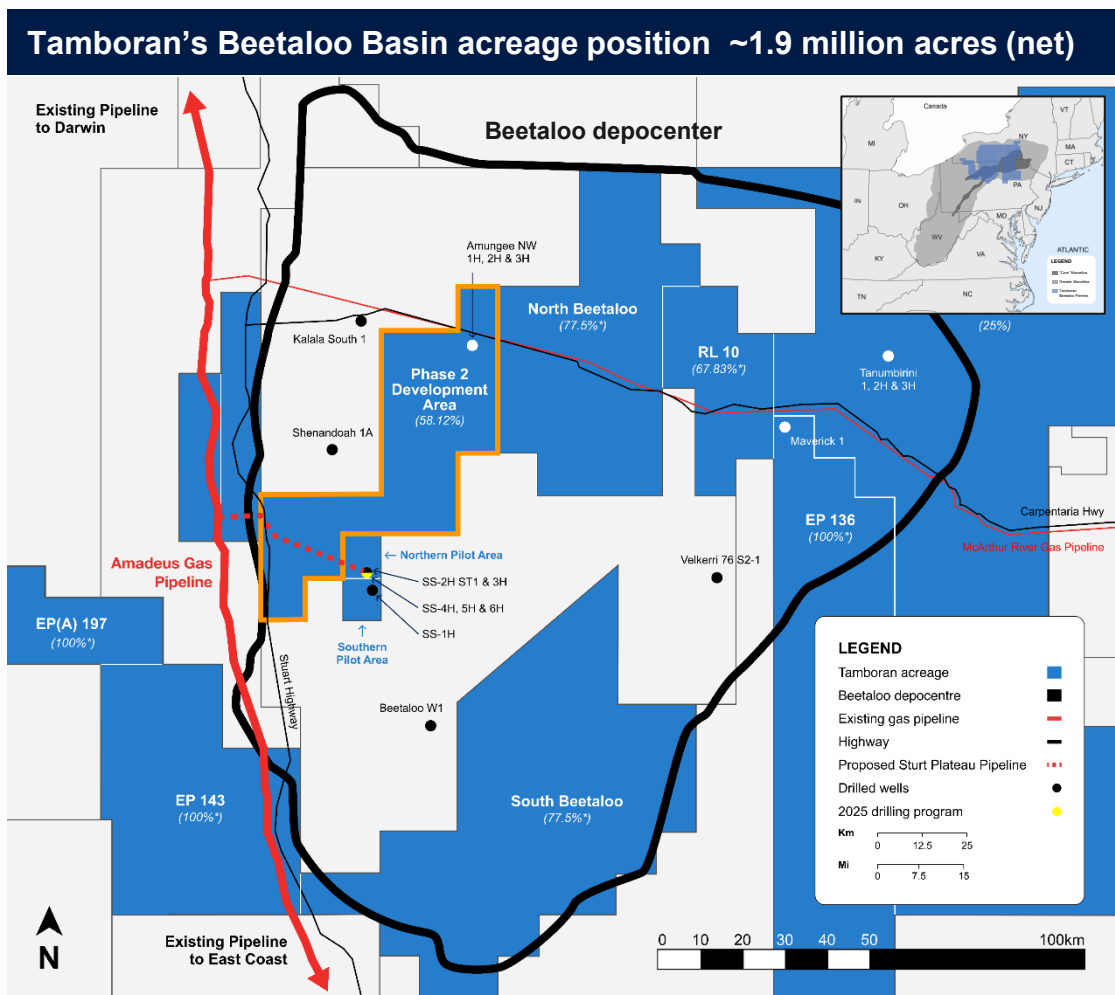 Tamboran's Beetaloo Basin acreage position ~1.9 million acres (net)
Existing Pipeline
to Darwin
Beetaloo depocenter
Canada
VT
NY
MI
MA
CT
PA
NJ
OH
IN
MD
WV
VA
KY
ATLANTIC
TN
NC
LEGEND
"Core" Marcellus
Greater Marcellus
Tamboran
Beetaloo Permits
(25%)
Amungee NW
1H, 2H & 3H
North Beetaloo
(77.5%*)
Kalala South 1
RL 10
(67.83%*)
Tanumbirini
1, 2H & 3H
Phase 2
Development
Area
(58.12%)
Shenandoah 1A
Maverick 1
Carpentaria Hwy
McArthur River Gas Pipeline
EP 136
(100%*)
Amadeus Gas
Pipeline
Northern Pilot Area
Velkerri 76 S2-1
SS-2H ST1 & 3H
SS-4H, 5H & 6H
SS-1H
EP(A) 197
(100%*)
Southern
Pilot Area
Stuart Highway
Beetaloo W1
EP 143
(100%*)
South Beetaloo
(77.5%*)
LEGEND
Tamboran acreage
Beetaloo depocentre
Existing gas pipeline
Highway
Proposed Sturt Plateau Pipeline
Drilled wells
2025 drilling program
Km
0 12.5 25
Mi
0 7.5 15
N
Existing Pipeline
to East Coast
0 10 20 30 40 50 100km